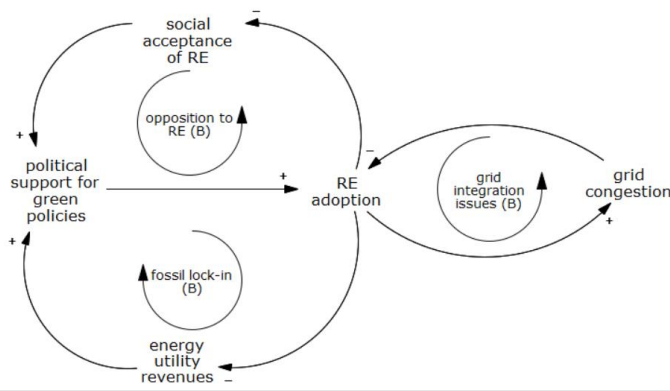 –
social
acceptance
of RE
opposition to
RE (B)
+
political
support for
green
policies
+
+
RE
adoption
–
grid
integration
issues (B)
grid
congestion
+
fossil lock-in
(B)
energy
utility
revenues
–